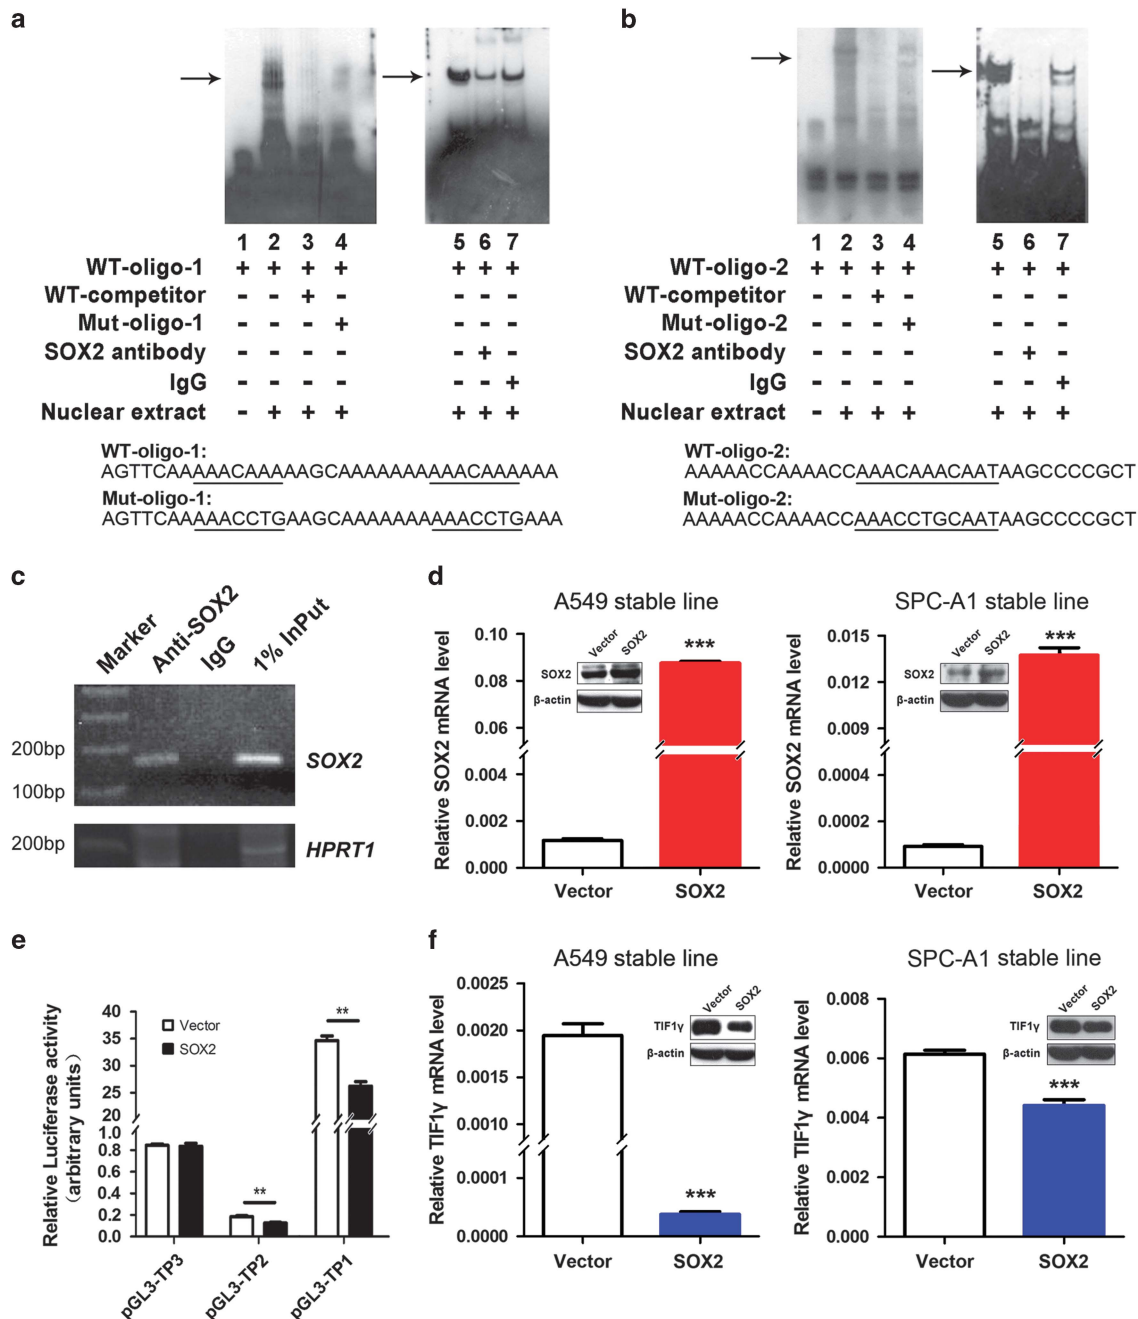 a
1 2 3 4 5 6 7
WT-oligo-1 + + + + + + +
WT-competitor - - + - - - -
Mut-oligo-1 - - - + - - -
SOX2 antibody - - - - - + -
IgG - - - - - - +
Nuclear extract - + + + + + +
WT-oligo-1:
AGTTCAAAAACAAAAAGCAAAAAAAAAACAAAAAA
Mut-oligo-1:
AGTTCAAAAACCTGAAGCAAAAAAAAAACCTGAAA
b
1 2 3 4 5 6 7
WT-oligo-2 + + + + + + +
WT-competitor - - + - - - -
Mut-oligo-2 - - - + - - -
SOX2 antibody - - - - - + -
IgG - - - - - - +
Nuclear extract - + + + + + +
WT-oligo-2:
AAAAACCAAAACCAAACAAACAATAAGCCCCGCT
Mut-oligo-2:
AAAAACCAAAACCAAACCTGCAATAAGCCCCGCT
c
Marker
Anti-SOX2
IgG
1% InPut
200bp
SOX2
100bp
200bp
HPRT1
d
A549 stable line
Relative SOX2 mRNA level
0.10
0.08
0.06
0.004
0.002
0.000
Vector
SOX2
SOX2
β-actin
***
Vector
SOX2
SPC-A1 stable line
Relative SOX2 mRNA level
0.015
0.012
0.009
0.0004
0.0002
0.000
Vector
SOX2
SOX2
β-actin
***
Vector
SOX2
e
Relative Luciferase activity
(arbitrary units)
40
35
30
25
20
1.0
0.8
0.6
0.4
0.2
0.0
Vector
SOX2
**
**
pGL3-TP3
pGL3-TP2
pGL3-TP1
f
A549 stable line
Relative TIF1γ mRNA level
0.0025
0.0020
0.0015
0.0010
0.0001
0.0000
Vector
SOX2
TIF1γ
β-actin
***
Vector
SOX2
SPC-A1 stable line
Relative TIF1γ mRNA level
0.008
0.006
0.004
0.002
0.000
Vector
SOX2
TIF1γ
β-actin
***
Vector
SOX2